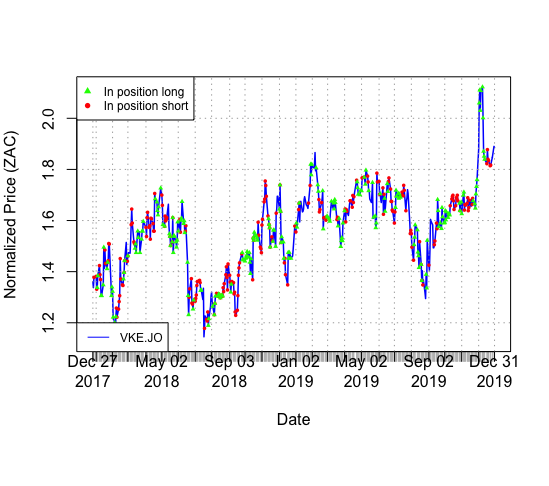 In position long
In position short
Normalized Price (ZAC)
2.0
1.8
1.6
1.4
1.2
VKE.JO
Dec 27 May 02 Sep 03 Jan 02 May 02 Sep 02 Dec 31
2017 2018 2018 2019 2019 2019 2019
Date